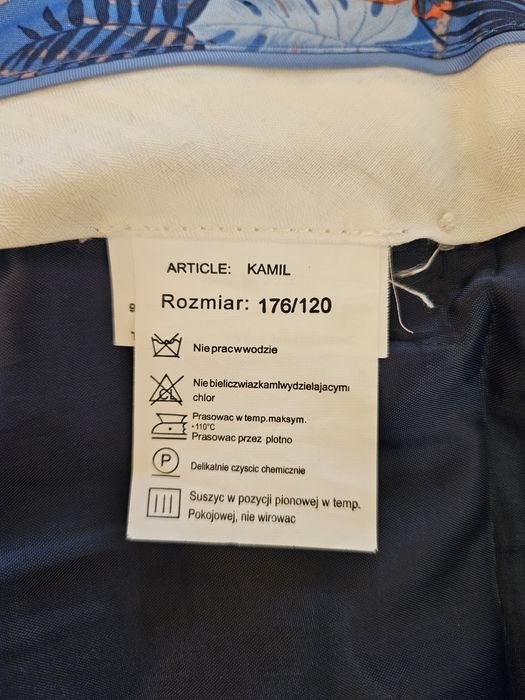 ARTICLE: KAMIL
Rozmiar: 176/120
Nie pracwwodzie
Nie bieliczwiazkamlwydzielajacymi
CL
chlor
Prasowac w temp.maksym.
·110°C
Prasowac przez plotno
P
Delikatnie czyscic chemicznie
Suszyc w pozycji pionowej w temp.
Pokojowej, nie wirowac